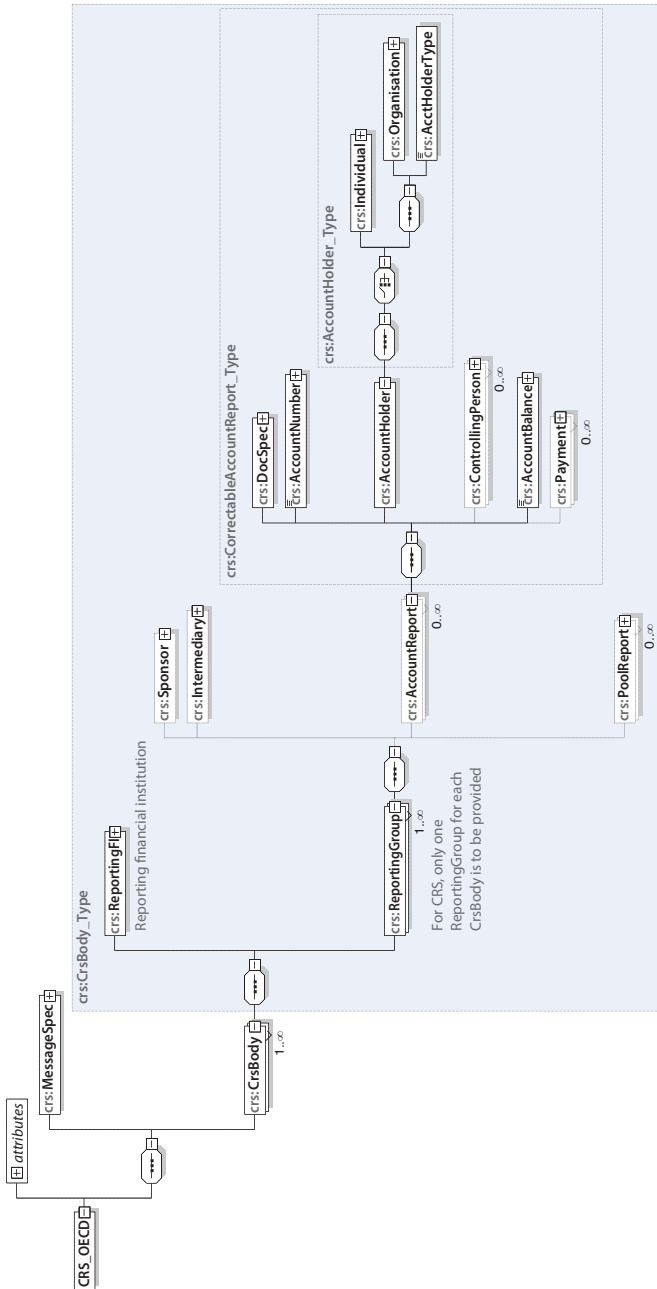 CRS_OECD
attributes
crs:MessageSpec
crs:CrsBody
1..∞
crs:CrsBody_Type
crs:ReportingFI
Reporting financial institution
crs:ReportingGroup
1..∞
For CRS, only one
ReportingGroup for each
CrsBody is to be provided
crs:Sponsor
crs:Intermediary
crs:AccountReport
0..∞
crs:PoolReport
0..∞
crs:CorrectableAccountReport_Type
crs:DocSpec
crs:AccountNumber
crs:AccountHolder
crs:ControllingPerson
0..∞
crs:AccountBalance
crs:Payment
0..∞
crs:AccountHolder_Type
crs:Individual
crs:Organisation
crs:AcctHolderType